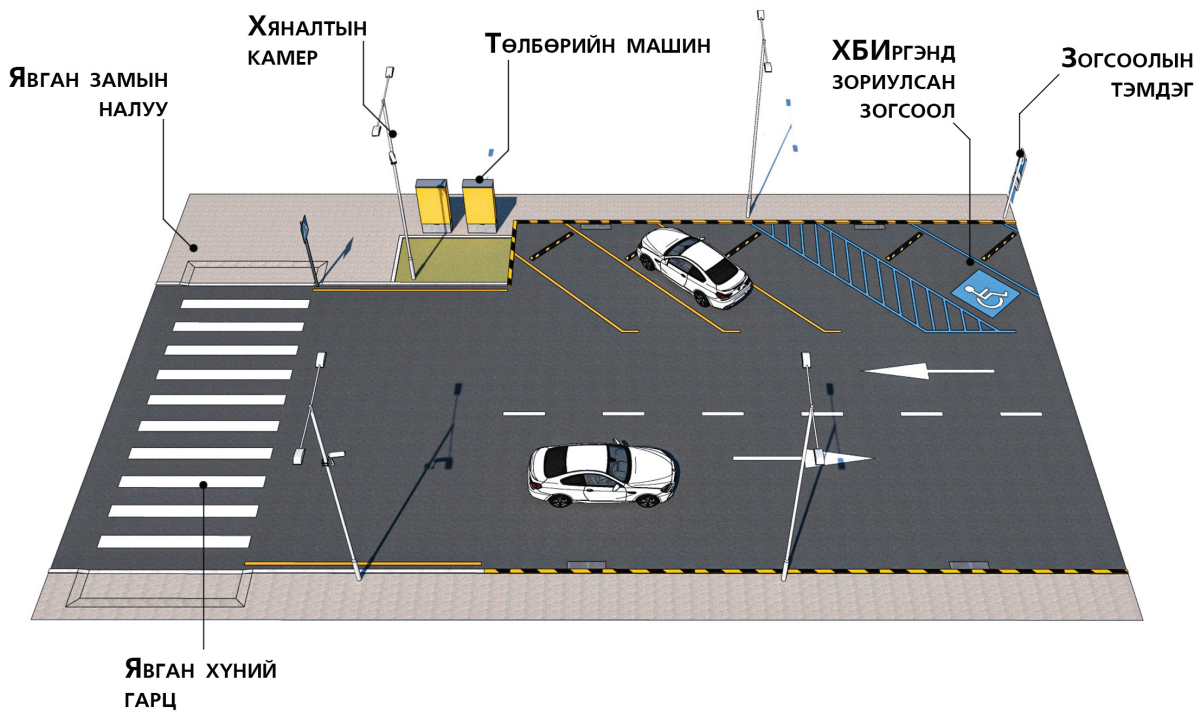 Хяналтын
камер
Төлбөрийн машин
ХБИргэнд
зориулсан
зогсоол
Зогсоолын
тэмдэг
Явган замын
налуу
Явган хүний
гарц